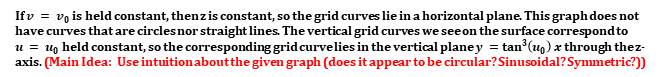 If v = v₀ is held constant, then z is constant, so the grid curves lie in a horizontal plane. This graph does not
have curves that are circles nor straight lines. The vertical grid curves we see on the surface correspond to
u = u₀ held constant, so the corresponding grid curve lies in the vertical plane y = tan³(u₀) x through the z-
axis. (Main Idea: Use intuition about the given graph (does it appear to be circular? Sinusoidal? Symmetric?))